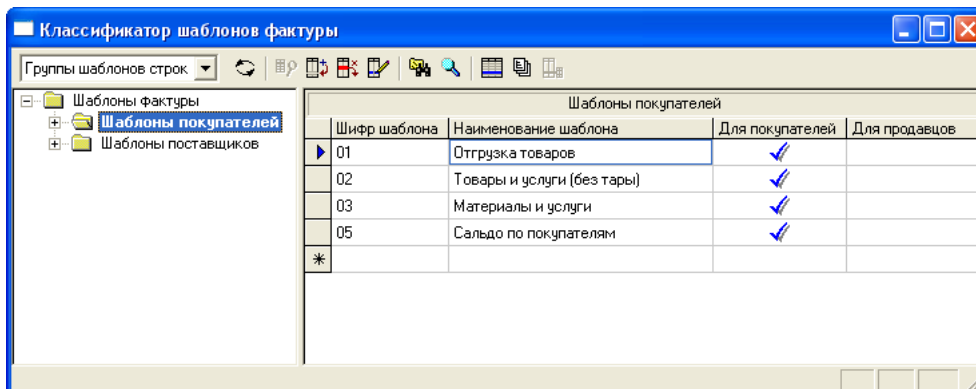 Классификатор шаблонов фактуры
Группы шаблонов строк
Шаблоны фактуры
Шаблоны покупателей
Шаблоны поставщиков
Шаблоны покупателей
Шифр шаблона Наименование шаблона Для покупателей Для продавцов
01 Отгрузка товаров
02 Товары и услуги (без тары)
03 Материалы и услуги
05 Сальдо по покупателям